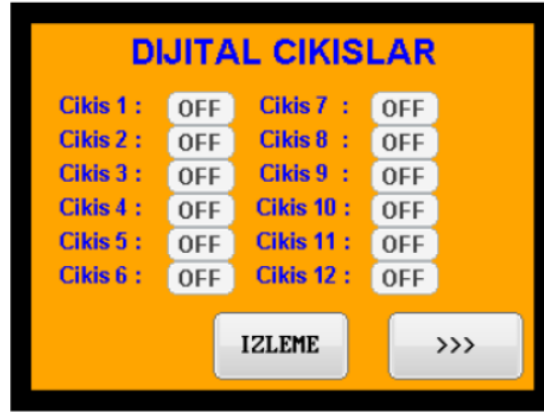 DIJITAL CIKISLAR
Cikis 1 : OFF Cikis 7 : OFF
Cikis 2 : OFF Cikis 8 : OFF
Cikis 3 : OFF Cikis 9 : OFF
Cikis 4 : OFF Cikis 10 : OFF
Cikis 5 : OFF Cikis 11 : OFF
Cikis 6 : OFF Cikis 12 : OFF
IZLEME >>>